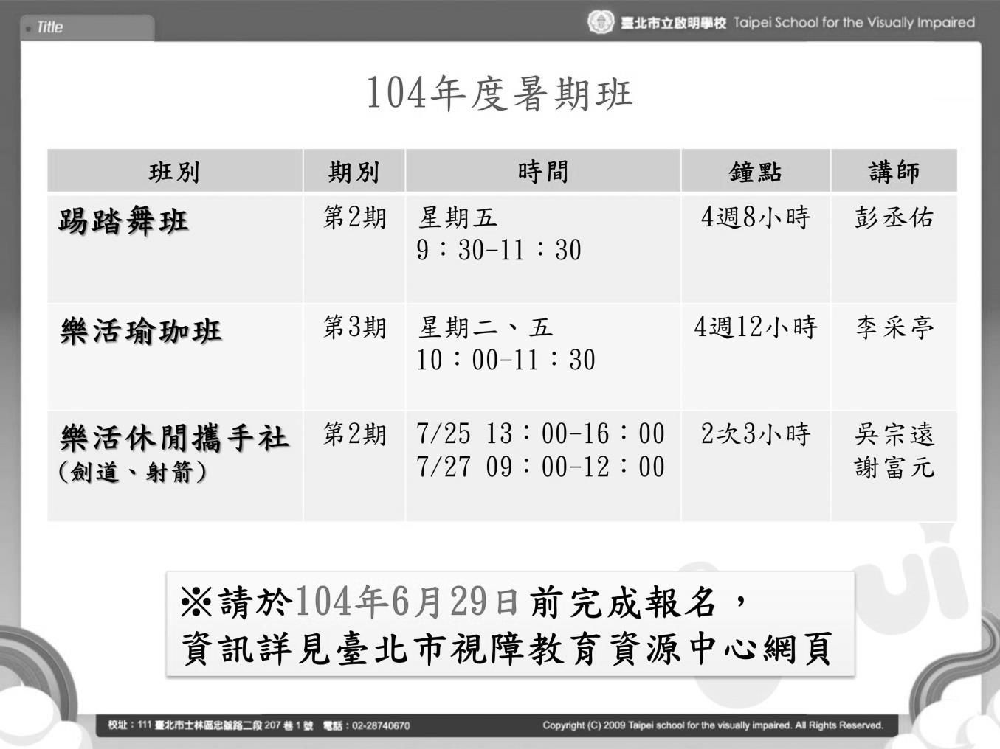 Title
臺北市立啟明學校 Taipei School for the Visually Impaired
104年度暑期班
班別 期別 時間 鐘點 講師
踢踏舞班 第2期 星期五 4週8小時 彭丞佑
9：30-11：30
樂活瑜珈班 第3期 星期二、五 4週12小時 李采亭
10：00-11：30
樂活休閒攜手社 第2期 7/25 13：00-16：00 2次3小時 吳宗遠
(劍道、射箭) 7/27 09：00-12：00 謝富元
※請於104年6月29日前完成報名，
資訊詳見臺北市視障教育資源中心網頁
校址：111 臺北市士林區忠誠路二段 207 巷 1 號 電話：02-28740670 Copyright (C) 2009 Taipei school for the visually impaired. All Rights Reserved.